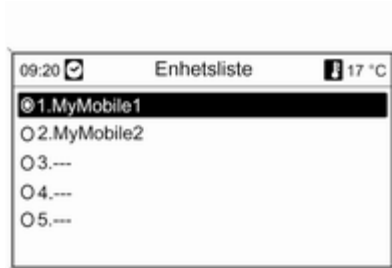 09:20 Enhetsliste 17 °C
1.MyMobile1
2.MyMobile2
3.---
4.---
5.---